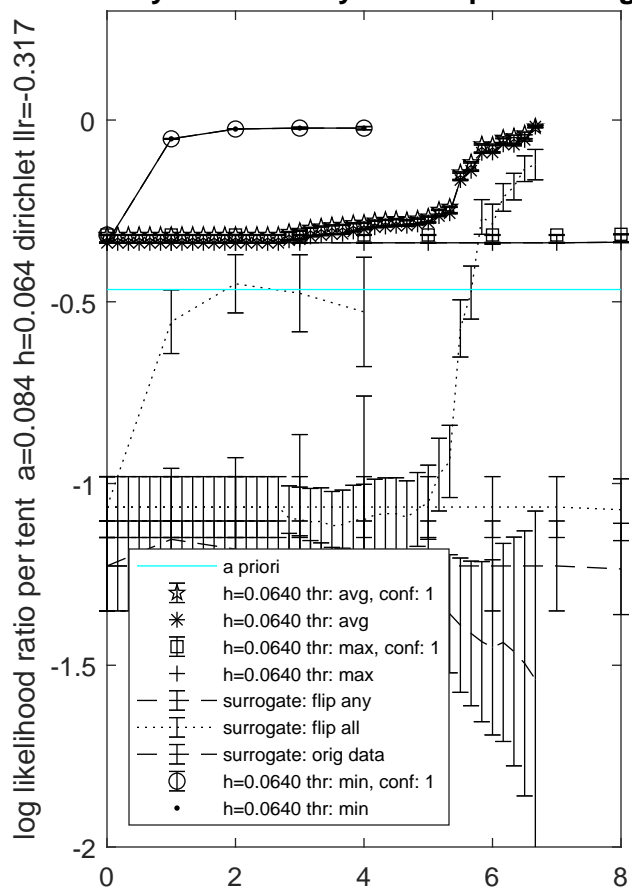 0
-0.5
-1
-1.5
-2
0 2 4 6 8
log likelihood ratio per tent a=0.084 h=0.064 dirichlet llr=-0.317
a priori
h=0.0640 thr: avg, conf: 1
h=0.0640 thr: avg
h=0.0640 thr: max, conf: 1
h=0.0640 thr: max
surrogate: flip any
surrogate: flip all
surrogate: orig data
h=0.0640 thr: min, conf: 1
h=0.0640 thr: min